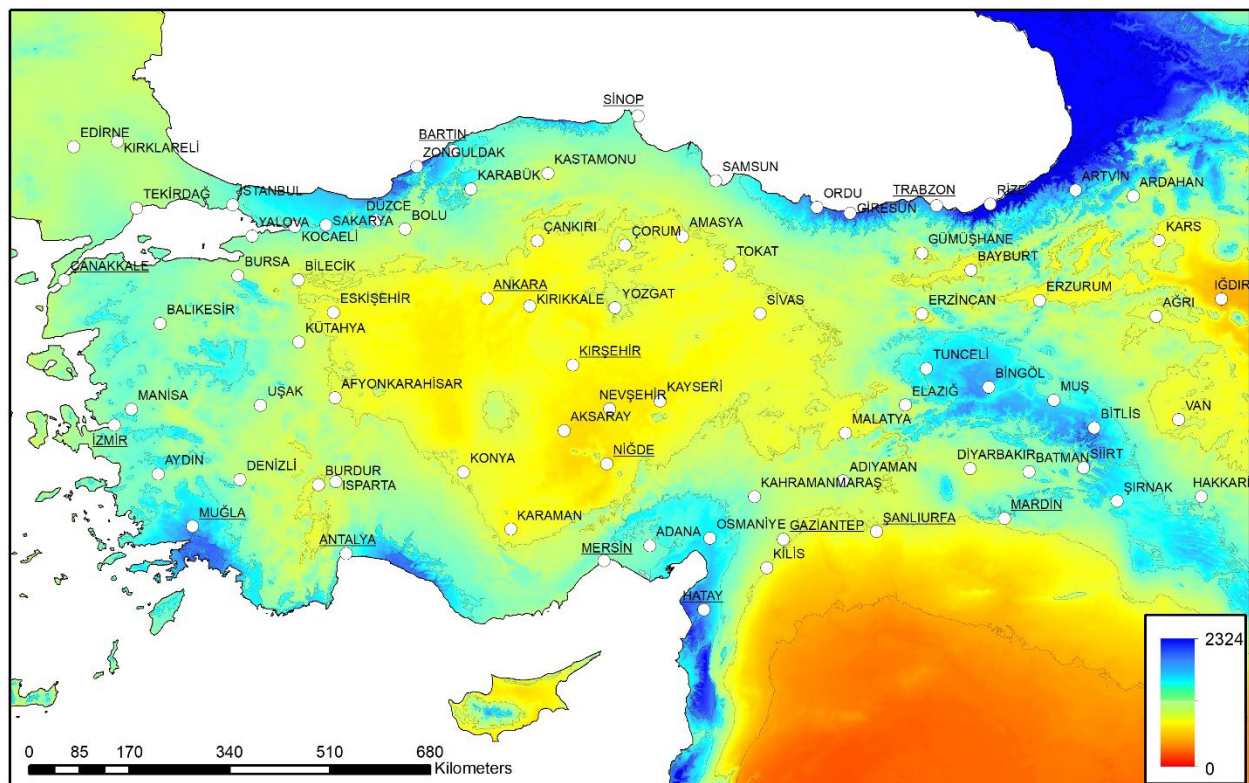 SİNOP
BARTIN
EDİRNE
KIRKLARELİ
ZONGULDAK
KASTAMONU
KARABÜK
SAMSUN
TEKİRDAĞ
İSTANBUL
DÜZCE
ORDU
TRABZON
RİZE
ARTVİN
ARDAHAN
YALOVA
SAKARYA
BOLU
GİRESUN
KOCAELİ
ÇANKIRI
ÇORUM
AMASYA
GÜMÜŞHANE
KARS
ÇANAKKALE
BURSA
BİLECİK
TOKAT
BAYBURT
ANKARA
KIRIKKALE
YOZGAT
SİVAS
ERZİNCAN
ERZURUM
IĞDIR
BALIKESİR
ESKİŞEHİR
AĞRI
KÜTAHYA
KIRŞEHİR
TUNCELİ
BİNGÖL
MANİSA
UŞAK
AFYONKARAHİSAR
NEVŞEHİR
KAYSERİ
ELAZIĞ
MUŞ
İZMİR
AKSARAY
MALATYA
BİTLİS
VAN
AYDIN
DENİZLİ
BURDUR
ISPARTA
KONYA
NİĞDE
KAHRAMANMARAŞ
ADIYAMAN
DİYARBAKIR
BATMAN
SİİRT
ŞIRNAK
HAKKARİ
MUĞLA
ANTALYA
KARAMAN
MERSİN
ADANA
OSMANİYE
GAZİANTEP
ŞANLIURFA
MARDİN
KİLİS
HATAY
2324
0
0 85 170 340 510 680
Kilometers